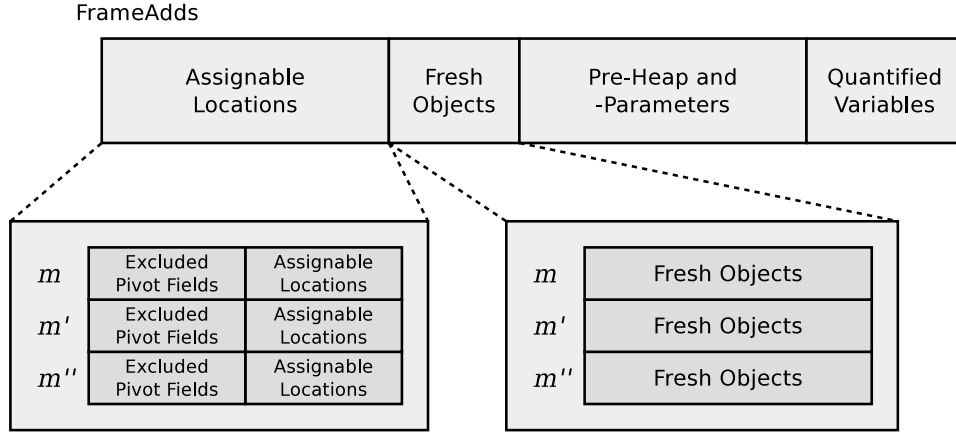 FrameAdds
Assignable
Locations
Fresh
Objects
Pre-Heap and
-Parameters
Quantified
Variables
m
Excluded
Pivot Fields
Assignable
Locations
m'
Excluded
Pivot Fields
Assignable
Locations
m''
Excluded
Pivot Fields
Assignable
Locations
m
Fresh Objects
m'
Fresh Objects
m''
Fresh Objects